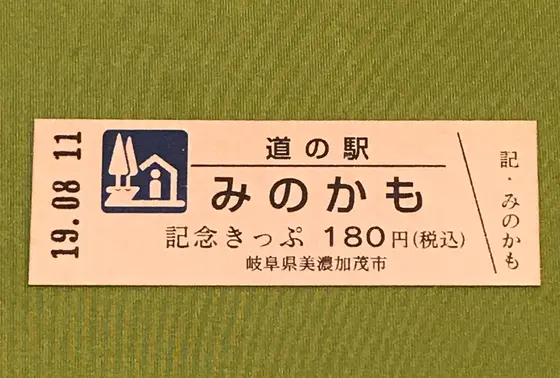 19.08 11
道の駅
みのかも
記念きっぷ 180円(税込)
岐阜県美濃加茂市
記・みのかも